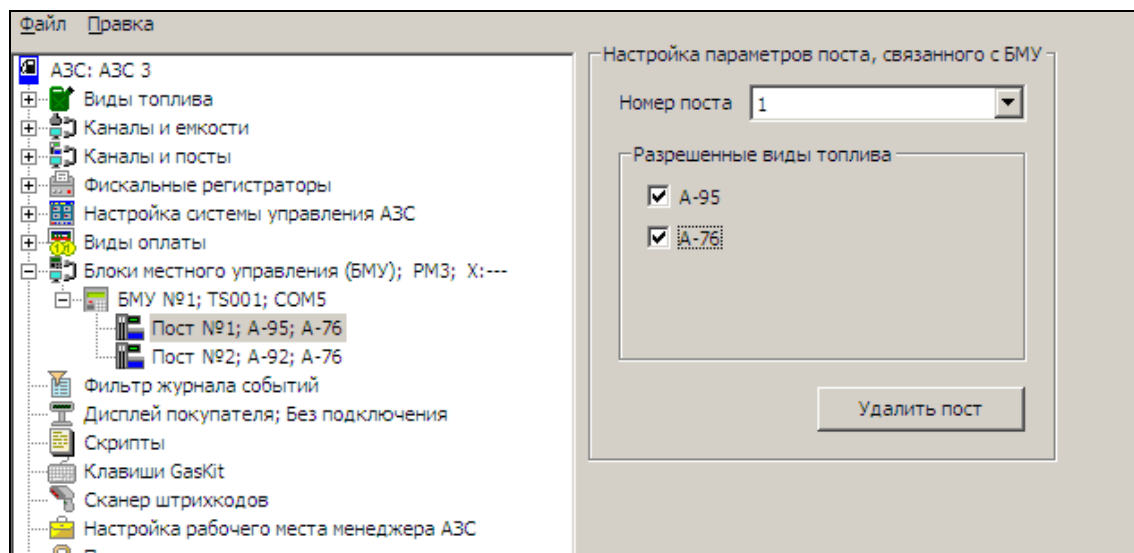 Файл Правка
АЗС: АЗС 3
Виды топлива
Каналы и емкости
Каналы и посты
Фискальные регистраторы
Настройка системы управления АЗС
Виды оплаты
Блоки местного управления (БМУ); РМЗ; X:---
БМУ №1; TS001; COM5
Пост №1; А-95; А-76
Пост №2; А-92; А-76
Фильтр журнала событий
Дисплей покупателя; Без подключения
Скрипты
Клавиши GasKit
Сканер штрихкодов
Настройка рабочего места менеджера АЗС
Настройка параметров поста, связанного с БМУ
Номер поста 1
Разрешенные виды топлива
А-95
А-76
Удалить пост